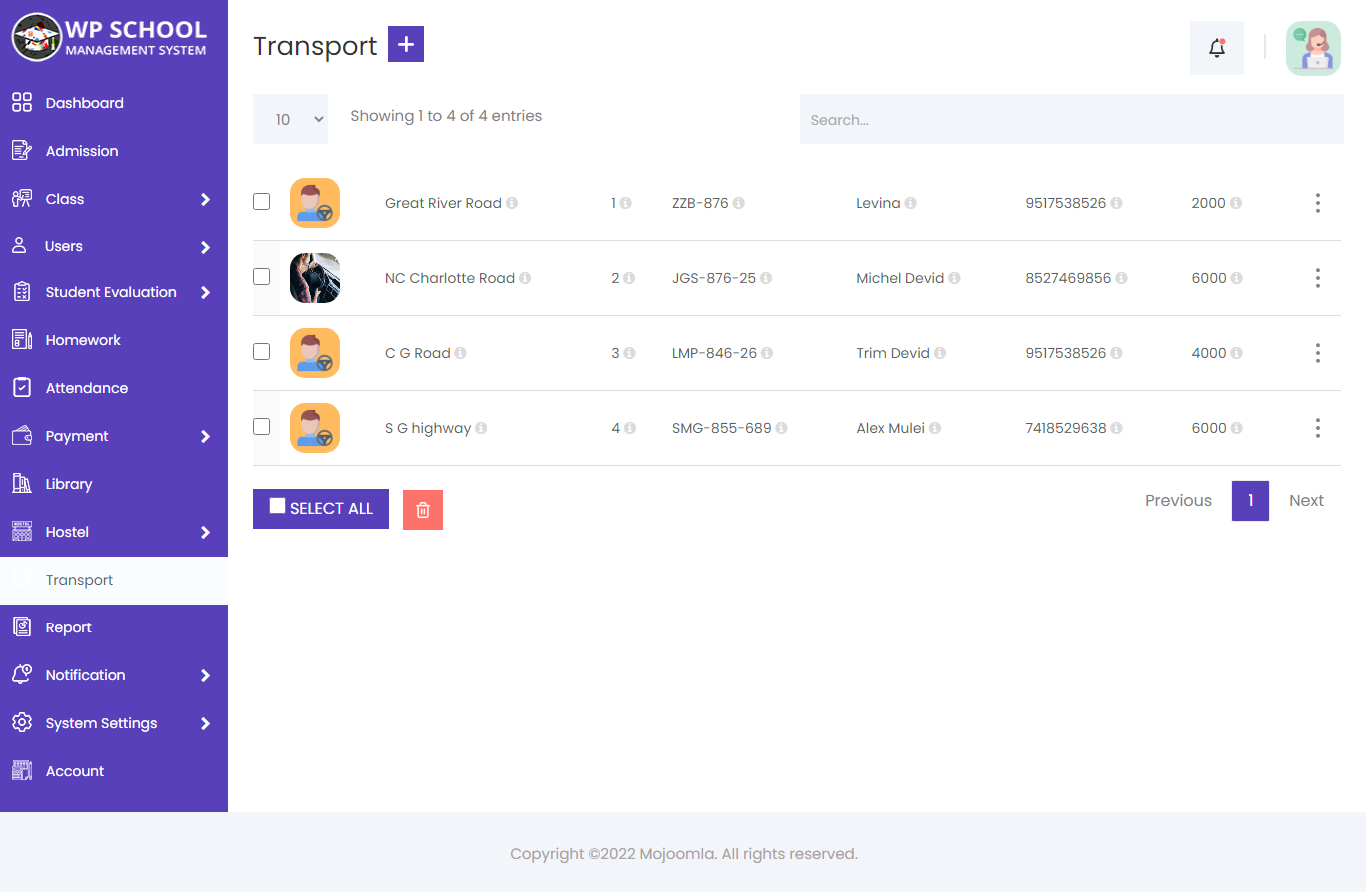 WP SCHOOL
MANAGEMENT SYSTEM
Dashboard
Admission
Class
Users
Student Evaluation
Homework
Attendance
Payment
Library
Hostel
Transport
Report
Notification
System Settings
Account
Transport +
10 Showing 1 to 4 of 4 entries Search...
Great River Road 1 ZZB-876 Levina 9517538526 2000
NC Charlotte Road 2 JGS-876-25 Michel Devid 8527469856 6000
C G Road 3 LMP-846-26 Trim Devid 9517538526 4000
S G highway 4 SMG-855-689 Alex Mulei 7418529638 6000
SELECT ALL Previous 1 Next
Copyright ©2022 Mojoomla. All rights reserved.